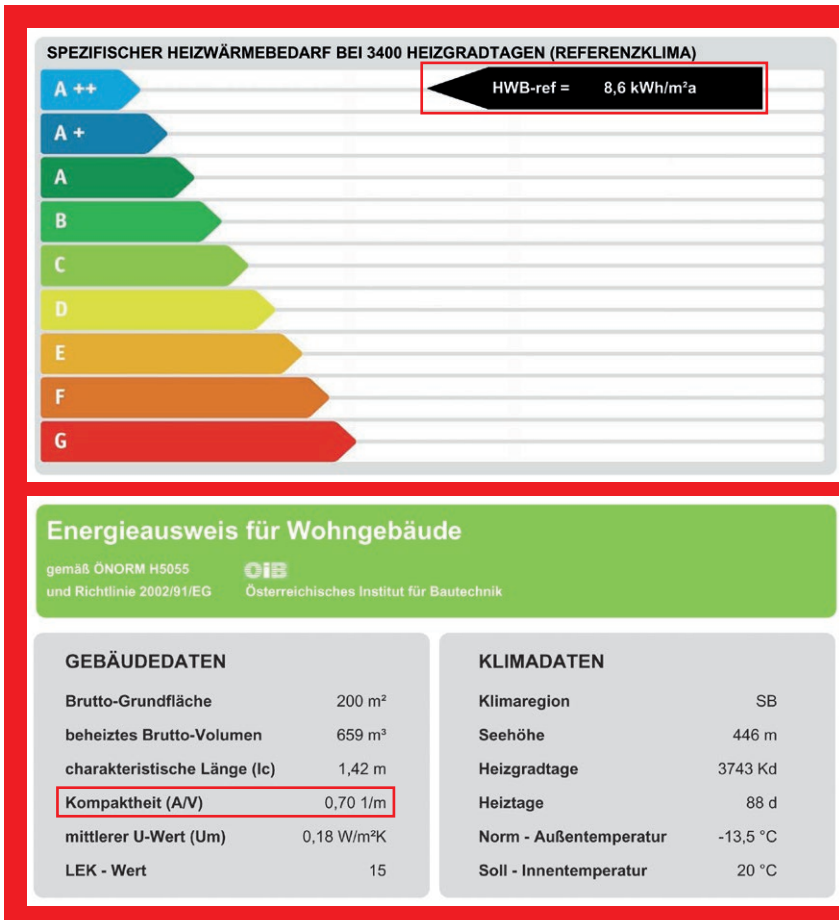 SPEZIFISCHER HEIZWÄRMEBEDARF BEI 3400 HEIZGRADTAGEN (REFERENZKLIMA)
A ++
HWB-ref = 8,6 kWh/m²a
A +
A
B
C
D
E
F
G
Energieausweis für Wohngebäude
gemäß ÖNORM H5055
OiB
und Richtlinie 2002/91/EG Österreichisches Institut für Bautechnik
GEBÄUDEDATEN
Brutto-Grundfläche 200 m²
beheiztes Brutto-Volumen 659 m³
charakteristische Länge (lc) 1,42 m
Kompaktheit (A/V) 0,70 1/m
mittlerer U-Wert (Um) 0,18 W/m²K
LEK - Wert 15
KLIMADATEN
Klimaregion SB
Seehöhe 446 m
Heizgradtage 3743 Kd
Heiztage 88 d
Norm - Außentemperatur -13,5 °C
Soll - Innentemperatur 20 °C